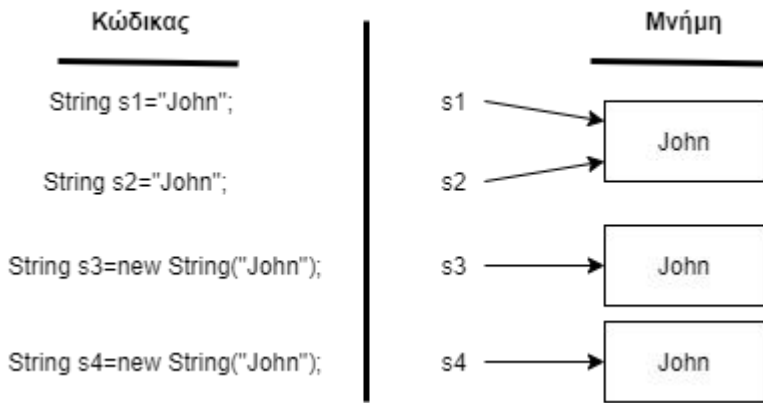 Κώδικας
Μνήμη
String s1="John";
s1
John
String s2="John";
s2
String s3=new String("John");
s3
John
String s4=new String("John");
s4
John